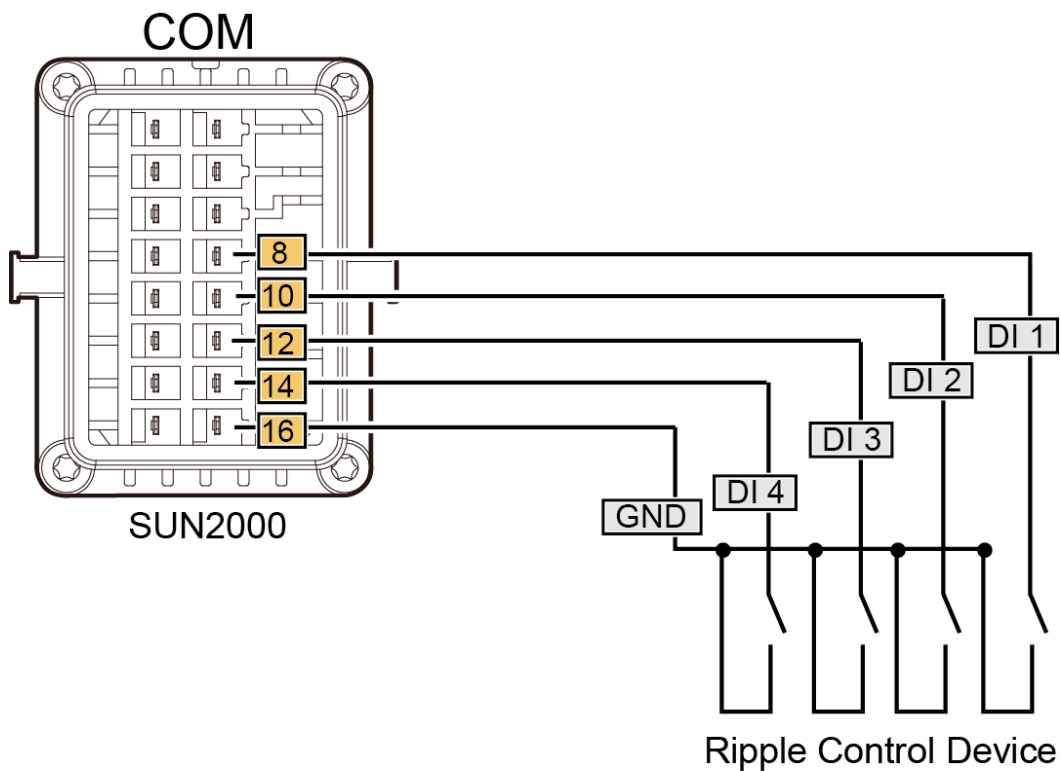 COM
8
10
12
14
16
DI 1
DI 2
DI 3
DI 4
GND
SUN2000
Ripple Control Device